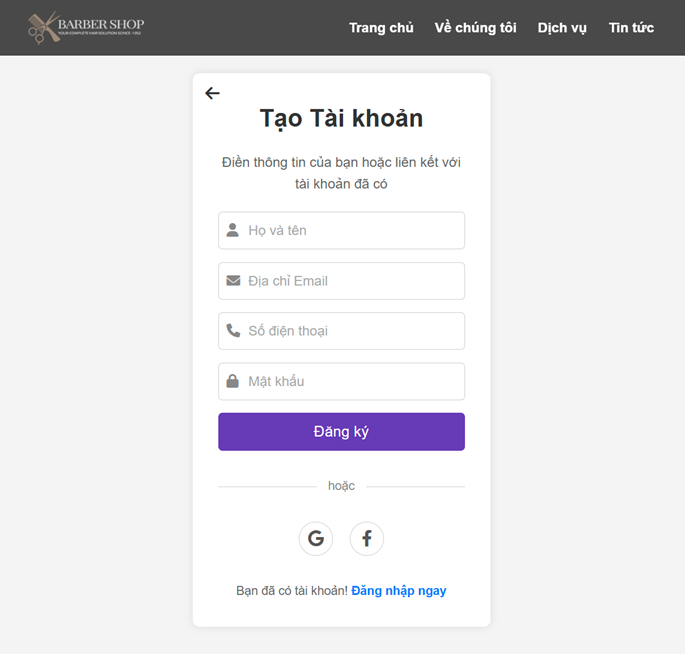 BARBER SHOP
YOUR COMPLETE HAIR SOLUTION SCINCE -1952
Trang chủ Về chúng tôi Dịch vụ Tin tức
Tạo Tài khoản
Điền thông tin của bạn hoặc liên kết với
tài khoản đã có
Họ và tên
Địa chỉ Email
Số điện thoại
Mật khẩu
Đăng ký
hoặc
Bạn đã có tài khoản! Đăng nhập ngay